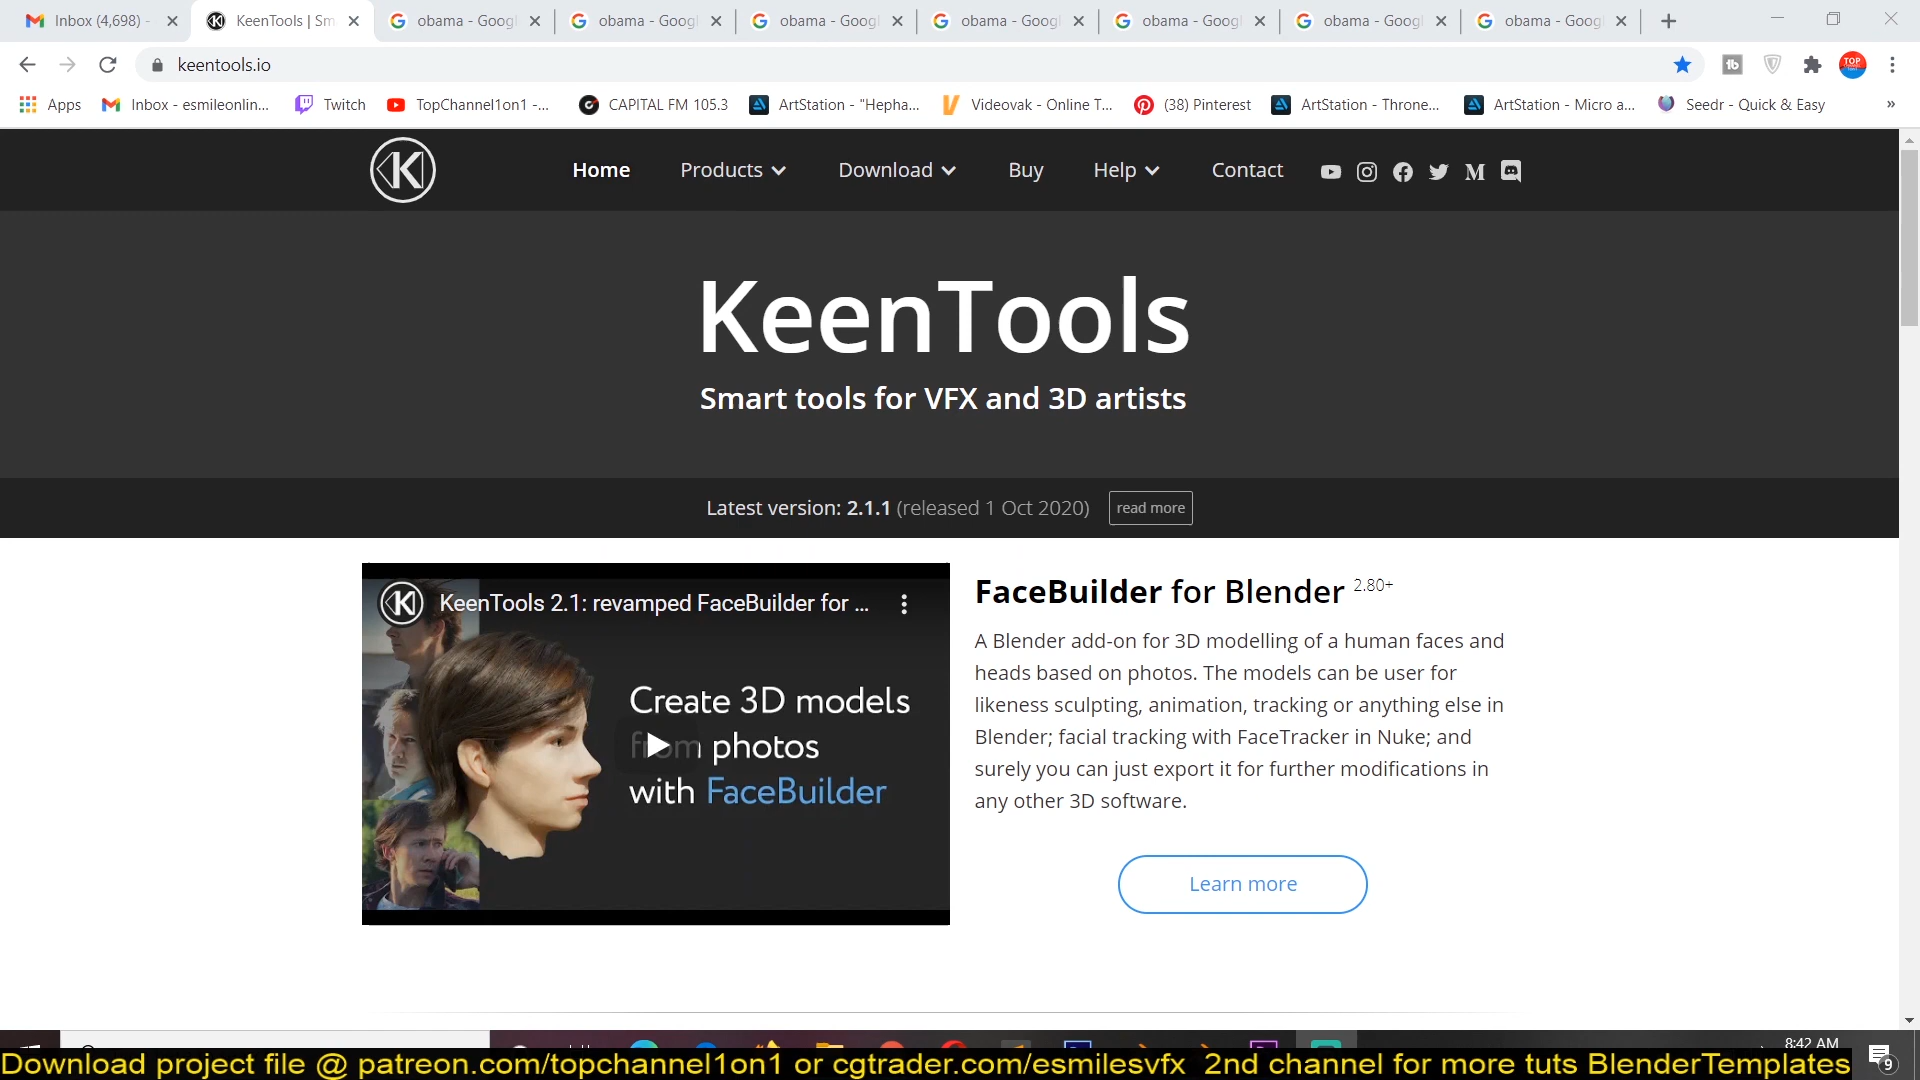 Inbox (4,698) -
KeenTools | Sm
obama - Googl
obama - Googl
obama - Googl
obama - Googl
obama - Googl
obama - Googl
obama - Googl
keentools.io
Apps
Inbox - esmileonlin...
Twitch
TopChannel1on1 -...
CAPITAL FM 105.3
ArtStation - "Hepha...
Videovak - Online T...
(38) Pinterest
ArtStation - Throne...
ArtStation - Micro a...
Seedr - Quick & Easy
»
TOP
K
Home
Products
Download
Buy
Help
Contact
M
KeenTools
Smart tools for VFX and 3D artists
Latest version: 2.1.1 (released 1 Oct 2020)
read more
K
KeenTools 2.1: revamped FaceBuilder for ...
Create 3D models
from photos
with FaceBuilder
FaceBuilder for Blender 2.80+
A Blender add-on for 3D modelling of a human faces and
heads based on photos. The models can be user for
likeness sculpting, animation, tracking or anything else in
Blender; facial tracking with FaceTracker in Nuke; and
surely you can just export it for further modifications in
any other 3D software.
Learn more
8:42 AM
9
Download project file @ patreon.com/topchannel1on1 or cgtrader.com/esmilesvfx 2nd channel for more tuts BlenderTemplates